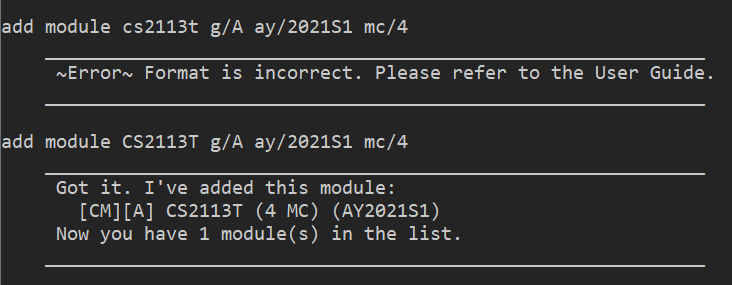 add module cs2113t g/A ay/2021S1 mc/4
~Error~ Format is incorrect. Please refer to the User Guide.
add module CS2113T g/A ay/2021S1 mc/4
Got it. I've added this module:
[CM][A] CS2113T (4 MC) (AY2021S1)
Now you have 1 module(s) in the list.